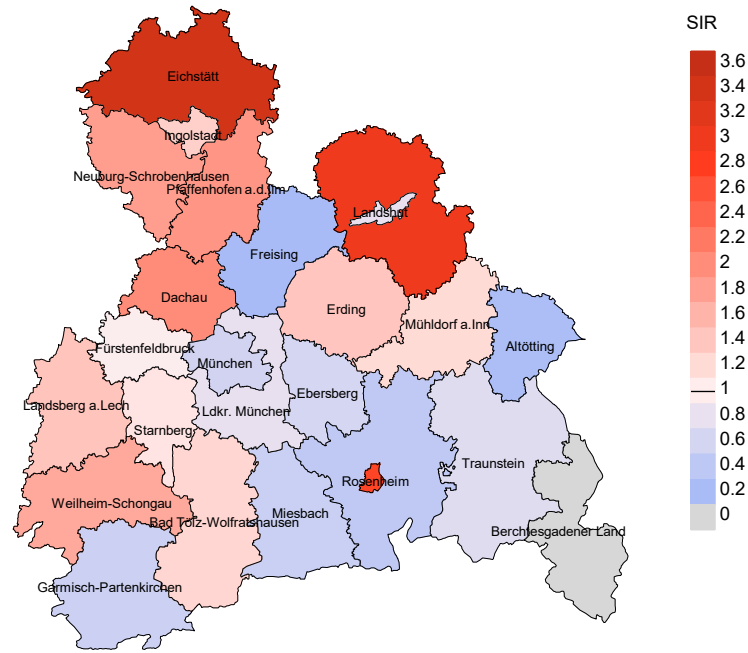 SIR
3.6
3.4
3.2
3
2.8
2.6
2.4
2.2
2
1.8
1.6
1.4
1.2
1
0.8
0.6
0.4
0.2
0
Eichstätt
Ingolstadt
Neuburg-Schrobenhausen
Pfaffenhofen a.d.Ilm
Landshut
Freising
Dachau
Erding
Mühldorf a.Inn
Altötting
Fürstenfeldbruck
München
Ebersberg
Landsberg a.Lech
Ldkr. München
Starnberg
Traunstein
Rosenheim
Weilheim-Schongau
Miesbach
Bad Tölz-Wolfratshausen
Berchtesgadener Land
Garmisch-Partenkirchen